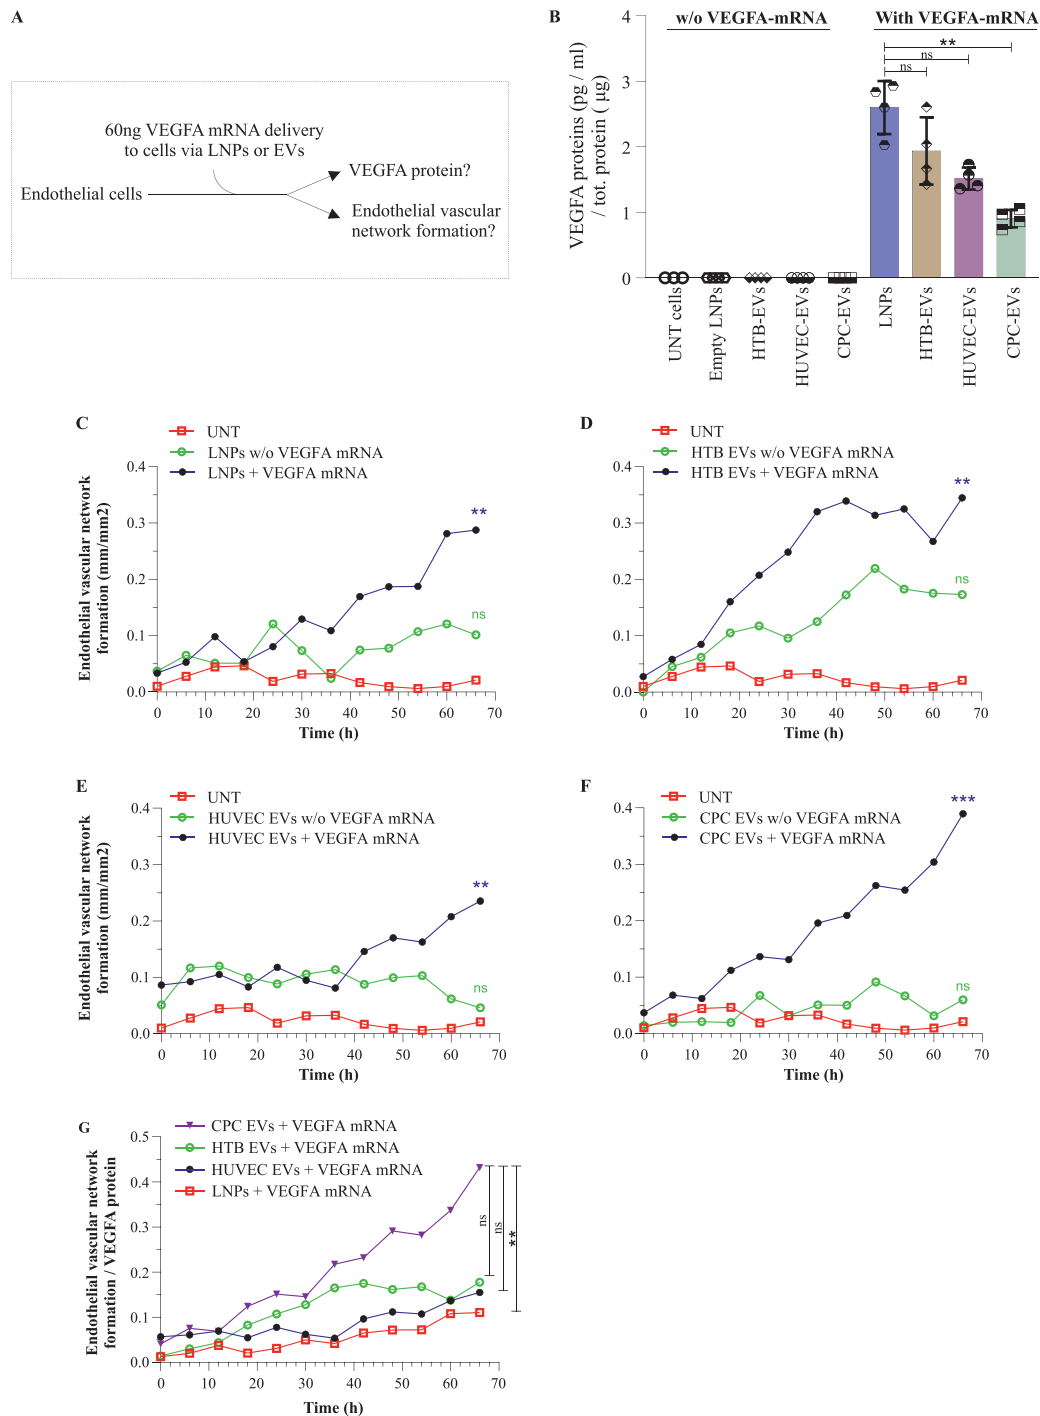 A
60ng VEGFA mRNA delivery
to cells via LNPs or EVs
Endothelial cells
VEGFA protein?
Endothelial vascular
network formation?
B
w/o VEGFA-mRNA
With VEGFA-mRNA
VEGFA proteins (pg / ml)
/ tot. protein ( μg)
4
3
2
1
0
**
ns
ns
UNT cells
Empty LNPs
HTB-EVs
HUVEC-EVs
CPC-EVs
LNPs
HTB-EVs
HUVEC-EVs
CPC-EVs
C
UNT
LNPs w/o VEGFA mRNA
LNPs + VEGFA mRNA
Endothelial vascular network
formation (mm/mm2)
0.4
0.3
0.2
0.1
0.0
**
ns
0 10 20 30 40 50 60 70
Time (h)
D
UNT
HTB EVs w/o VEGFA mRNA
HTB EVs + VEGFA mRNA
0.4
0.3
0.2
0.1
0.0
**
ns
0 10 20 30 40 50 60 70
Time (h)
E
UNT
HUVEC EVs w/o VEGFA mRNA
HUVEC EVs + VEGFA mRNA
Endothelial vascular network
formation (mm/mm2)
0.4
0.3
0.2
0.1
0.0
**
ns
0 10 20 30 40 50 60 70
Time (h)
F
UNT
CPC EVs w/o VEGFA mRNA
CPC EVs + VEGFA mRNA
0.4
0.3
0.2
0.1
0.0
***
ns
0 10 20 30 40 50 60 70
Time (h)
G
CPC EVs + VEGFA mRNA
HTB EVs + VEGFA mRNA
HUVEC EVs + VEGFA mRNA
LNPs + VEGFA mRNA
Endothelial vascular network
formation / VEGFA protein
0.5
0.4
0.3
0.2
0.1
0.0
ns
ns
**
0 10 20 30 40 50 60 70
Time (h)